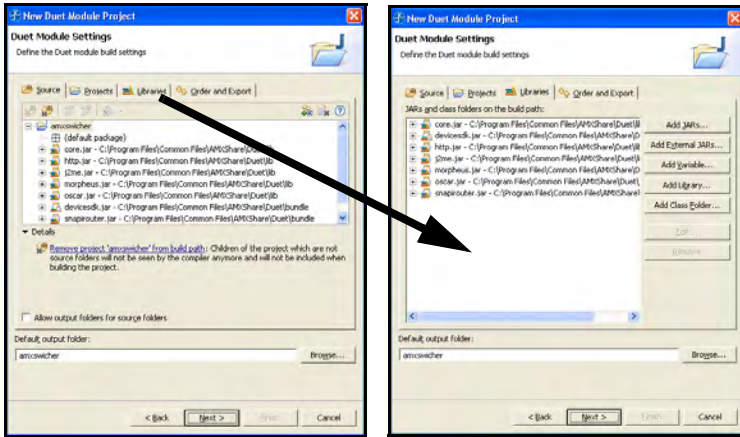 New Duet Module Project
Duet Module Settings
Define the Duet module build settings
Source Projects Libraries Order and Export
amxswicher
(default package)
core.jar - C:\Program Files\Common Files\AMXShare\Duet\lib
http.jar - C:\Program Files\Common Files\AMXShare\Duet\lib
j2me.jar - C:\Program Files\Common Files\AMXShare\Duet\lib
morpheus.jar - C:\Program Files\Common Files\AMXShare\Duet\lib
oscar.jar - C:\Program Files\Common Files\AMXShare\Duet\lib
devicesdk.jar - C:\Program Files\Common Files\AMXShare\Duet\bundle
snapirouter.jar - C:\Program Files\Common Files\AMXShare\Duet\bundle
Details
Remove project 'amxswicher' from build path: Children of the project which are not
source folders will not be seen by the compiler anymore and will not be included when
building the project.
Allow output folders for source folders
Default output folder:
amxswicher
Browse...
< Back Next > Finish Cancel
New Duet Module Project
Duet Module Settings
Define the Duet module build settings
Source Projects Libraries Order and Export
JARs and class folders on the build path:
core.jar - C:\Program Files\Common Files\AMXShare\Duet\li
devicesdk.jar - C:\Program Files\Common Files\AMXShare\D
http.jar - C:\Program Files\Common Files\AMXShare\Duet\li
j2me.jar - C:\Program Files\Common Files\AMXShare\Duet\l
morpheus.jar - C:\Program Files\Common Files\AMXShare\D
oscar.jar - C:\Program Files\Common Files\AMXShare\Duet\
snapirouter.jar - C:\Program Files\Common Files\AMXShare\
Add JARs...
Add External JARs...
Add Variable...
Add Library...
Add Class Folder...
Edit...
Remove
Default output folder:
amxswicher
Browse...
< Back Next > Finish Cancel